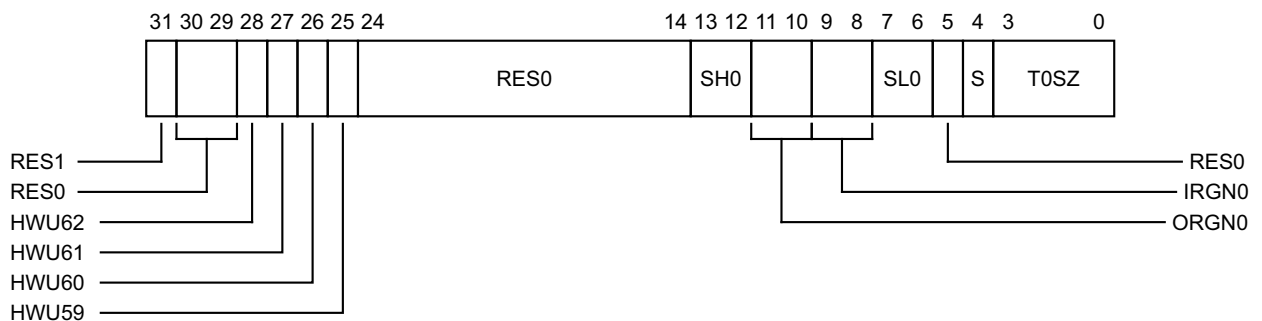 31 30 29 28 27 26 25 24 14 13 12 11 10 9 8 7 6 5 4 3 0
RES0 SH0 SL0 S T0SZ
RES1 RES0
RES0 IRGN0
HWU62 ORGN0
HWU61
HWU60
HWU59